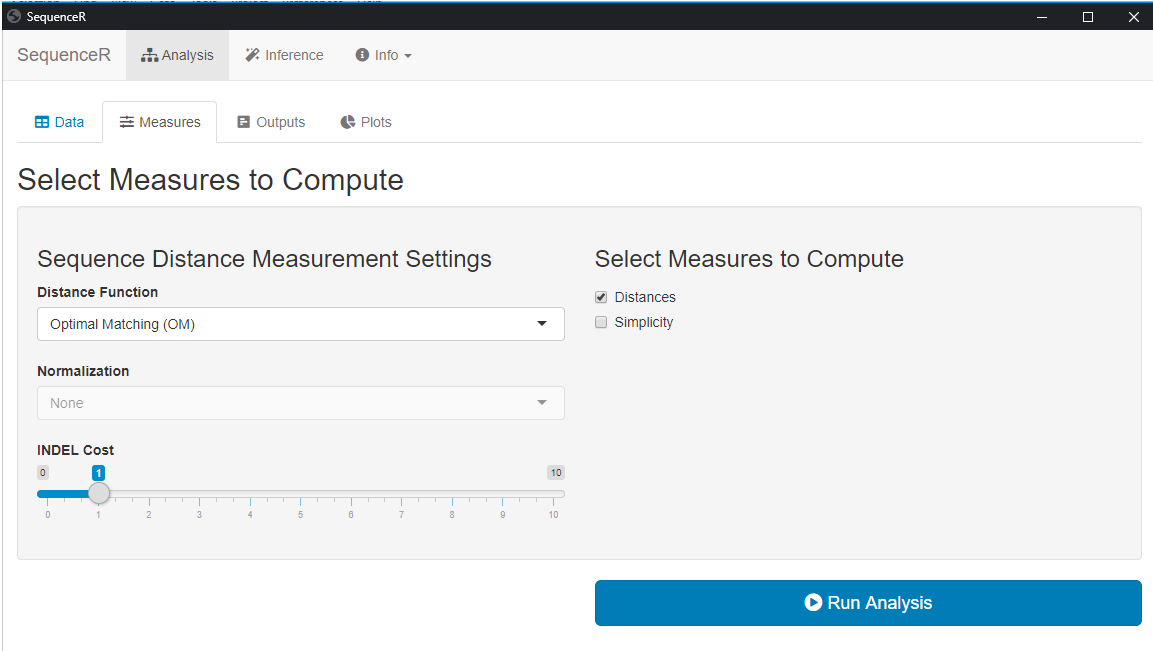 SequenceR
SequenceR Analysis Inference Info
Data Measures Outputs Plots
Select Measures to Compute
Sequence Distance Measurement Settings
Distance Function
Optimal Matching (OM)
Normalization
None
INDEL Cost
0 1 10
0 1 2 3 4 5 6 7 8 9 10
Select Measures to Compute
Distances
Simplicity
Run Analysis